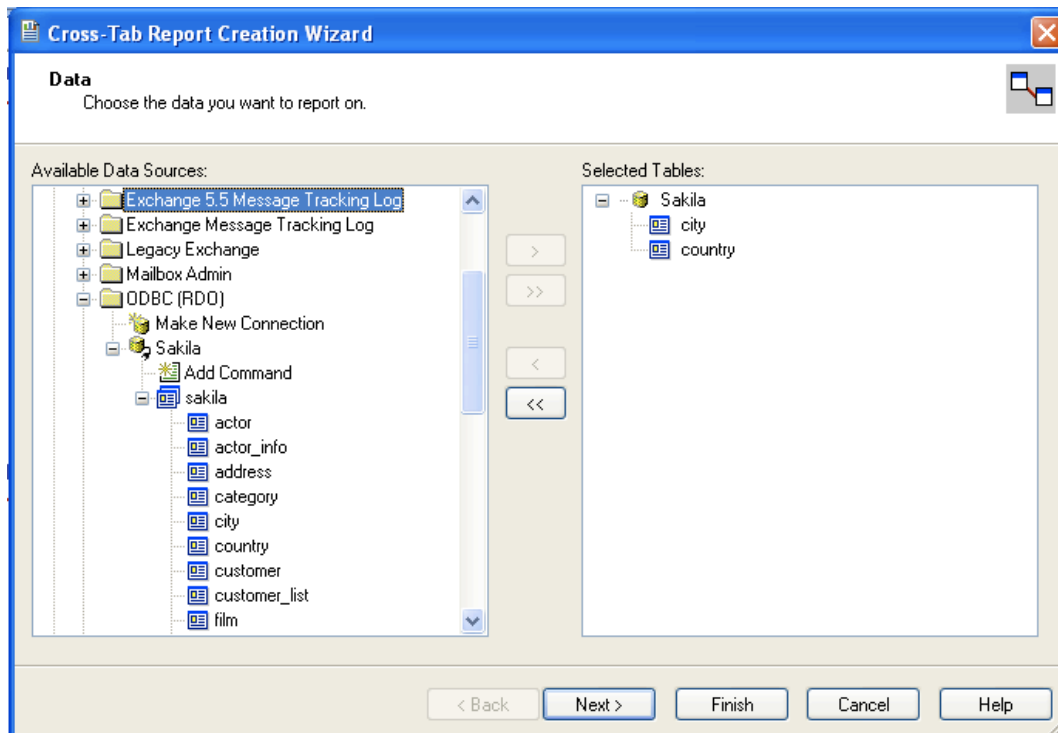 Cross-Tab Report Creation Wizard
Data
Choose the data you want to report on.
Available Data Sources:
Exchange 5.5 Message Tracking Log
Exchange Message Tracking Log
Legacy Exchange
Mailbox Admin
ODBC (RDO)
Make New Connection
Sakila
Add Command
sakila
actor
actor_info
address
category
city
country
customer
customer_list
film
>
>>
<
<<
Selected Tables:
Sakila
city
country
< Back
Next >
Finish
Cancel
Help